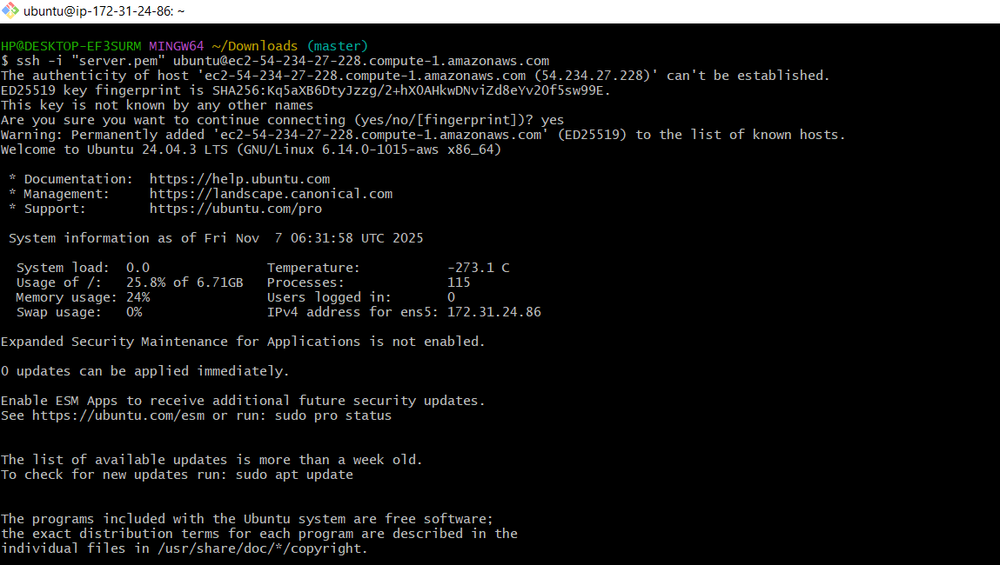 ubuntu@ip-172-31-24-86: ~
HP@DESKTOP-EF3SURM MINGW64 ~/Downloads (master)
$ ssh -i "server.pem" ubuntu@ec2-54-234-27-228.compute-1.amazonaws.com
The authenticity of host 'ec2-54-234-27-228.compute-1.amazonaws.com (54.234.27.228)' can't be established.
ED25519 key fingerprint is SHA256:Kq5aXB6DtyJzzg/2+hXOAHkwDNviZd8eYv2Of5sw99E.
This key is not known by any other names
Are you sure you want to continue connecting (yes/no/[fingerprint])? yes
Warning: Permanently added 'ec2-54-234-27-228.compute-1.amazonaws.com' (ED25519) to the list of known hosts.
Welcome to Ubuntu 24.04.3 LTS (GNU/Linux 6.14.0-1015-aws x86_64)
* Documentation:  https://help.ubuntu.com
* Management:     https://landscape.canonical.com
* Support:        https://ubuntu.com/pro
System information as of Fri Nov  7 06:31:58 UTC 2025
System load:  0.0               Temperature:           -273.1 C
Usage of /:   25.8% of 6.71GB   Processes:             115
Memory usage: 24%               Users logged in:       0
Swap usage:   0%                IPv4 address for ens5: 172.31.24.86
Expanded Security Maintenance for Applications is not enabled.
0 updates can be applied immediately.
Enable ESM Apps to receive additional future security updates.
See https://ubuntu.com/esm or run: sudo pro status
The list of available updates is more than a week old.
To check for new updates run: sudo apt update
The programs included with the Ubuntu system are free software;
the exact distribution terms for each program are described in the
individual files in /usr/share/doc/*/copyright.